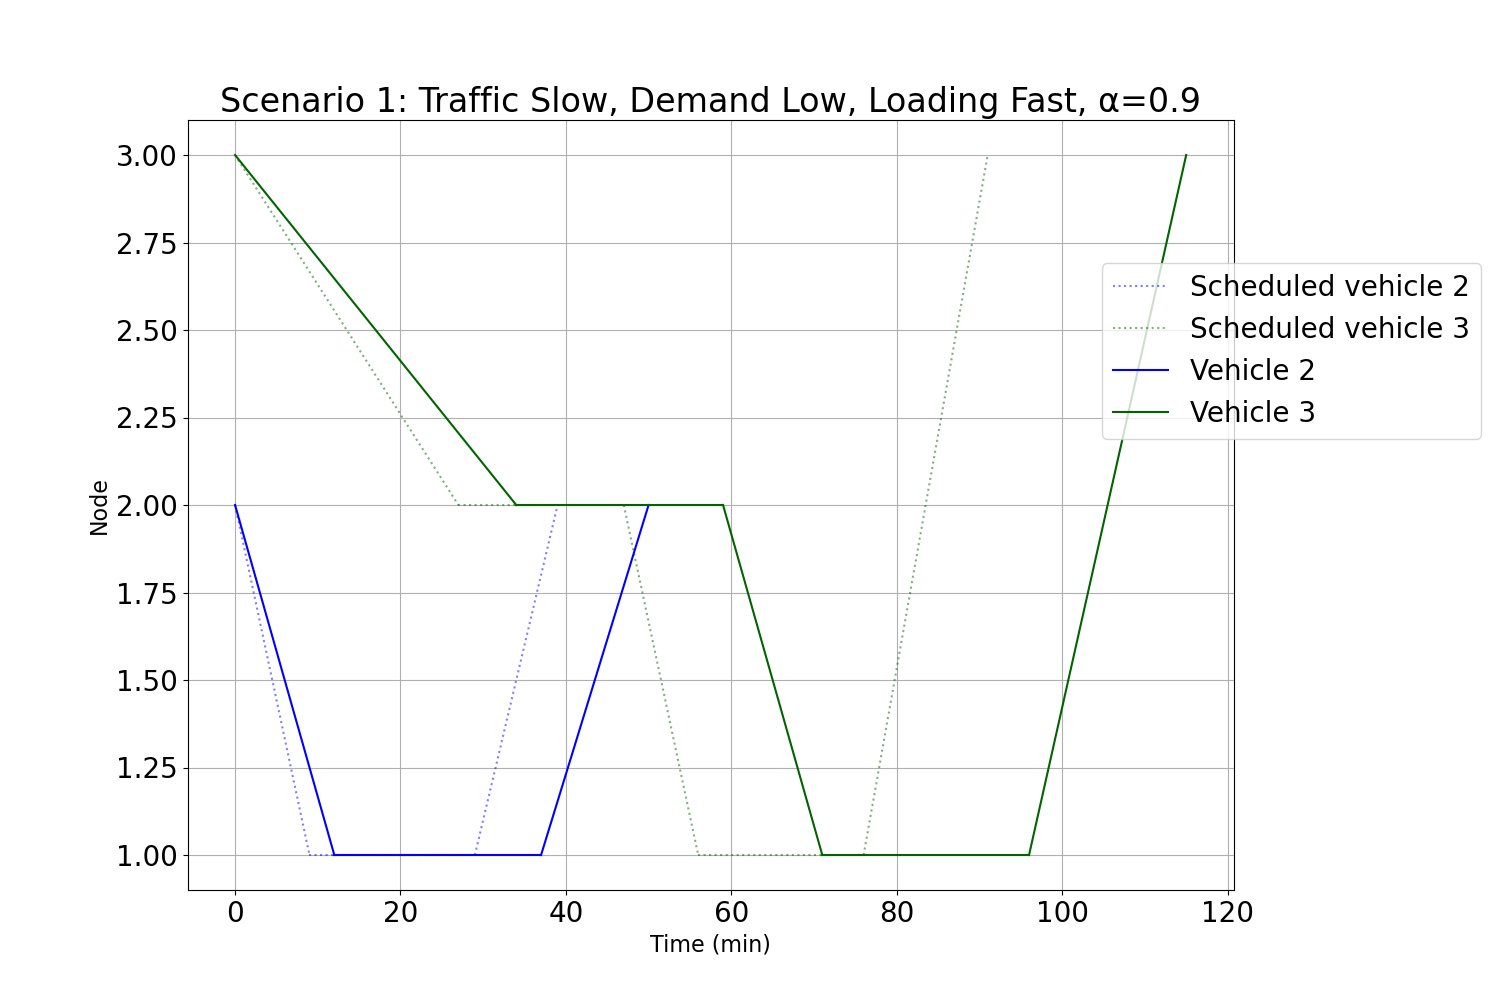 Scenario 1: Traffic Slow, Demand Low, Loading Fast, α=0.9
3.00
2.75
2.50
2.25
2.00
1.75
1.50
1.25
1.00
Node
0 20 40 60 80 100 120
Time (min)
Scheduled vehicle 2
Scheduled vehicle 3
Vehicle 2
Vehicle 3